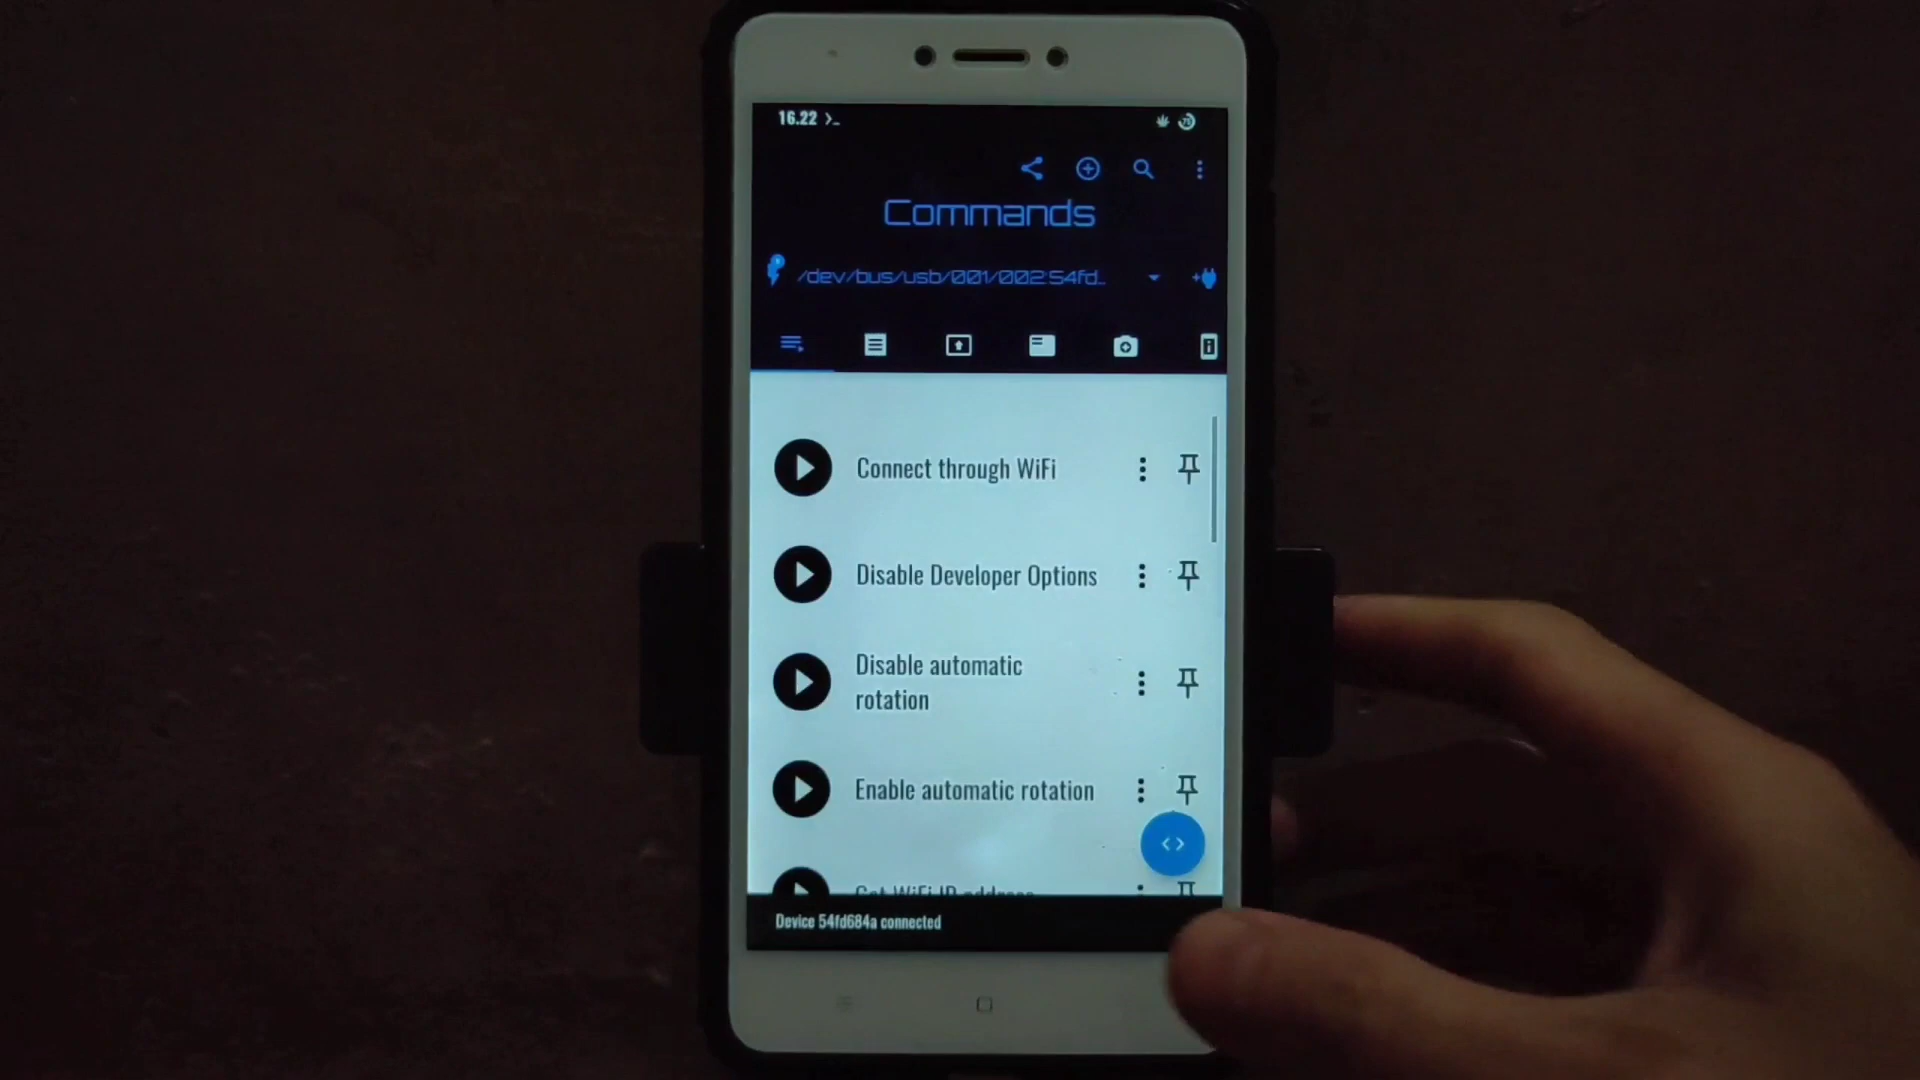 16.22 >_
Commands
/dev/bus/usb/001/002:54fd...
Connect through WiFi
Disable Developer Options
Disable automatic
rotation
Enable automatic rotation
Get WiFi IP address
Device 54fd684a connected